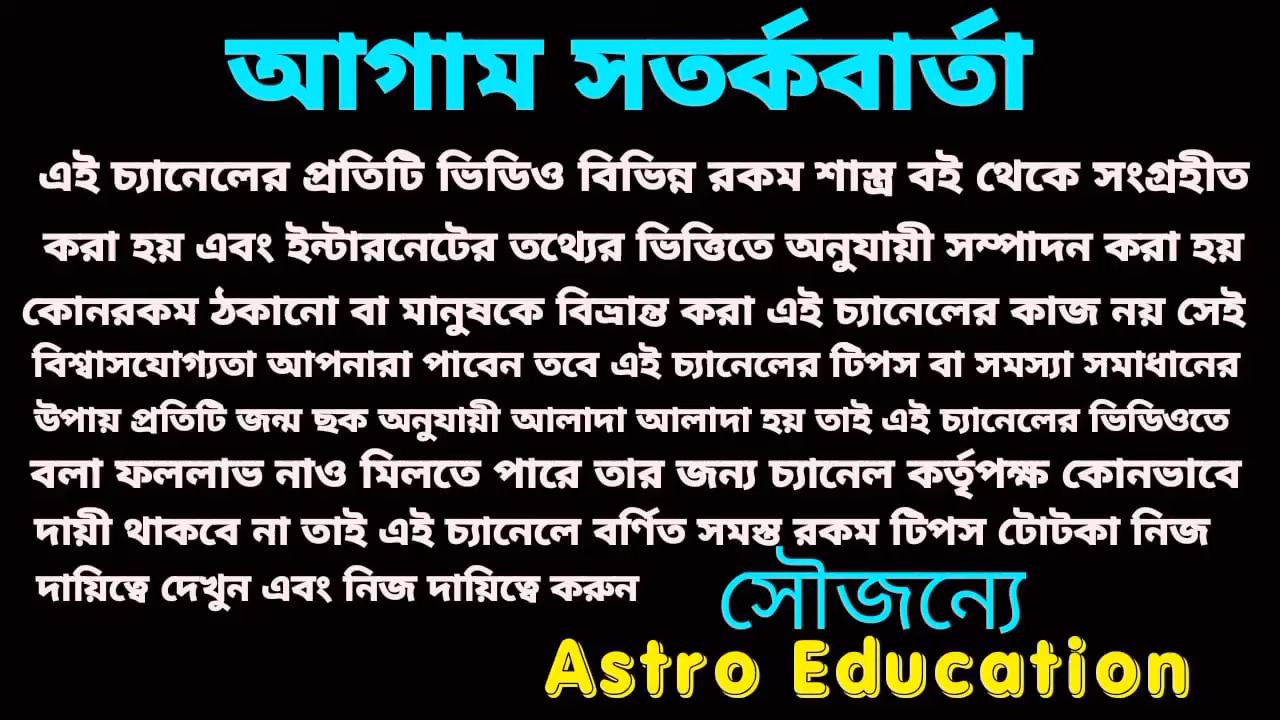 আগাম সতর্কবার্তা
এই চ্যানেলের প্রতিটি ভিডিও বিভিন্ন রকম শাস্ত্র বই থেকে সংগ্রহীত
করা হয় এবং ইন্টারনেটের তথ্যের ভিত্তিতে অনুযায়ী সম্পাদন করা হয়
কোনরকম ঠকানো বা মানুষকে বিভ্রান্ত করা এই চ্যানেলের কাজ নয় সেই
বিশ্বাসযোগ্যতা আপনারা পাবেন তবে এই চ্যানেলের টিপস বা সমস্যা সমাধানের
উপায় প্রতিটি জন্ম ছক অনুযায়ী আলাদা আলাদা হয় তাই এই চ্যানেলের ভিডিওতে
বলা ফললাভ নাও মিলতে পারে তার জন্য চ্যানেল কর্তৃপক্ষ কোনভাবে
দায়ী থাকবে না তাই এই চ্যানেলে বর্ণিত সমস্ত রকম টিপস টোটকা নিজ
দায়িত্বে দেখুন এবং নিজ দায়িত্বে করুন
সৌজন্যে
Astro Education